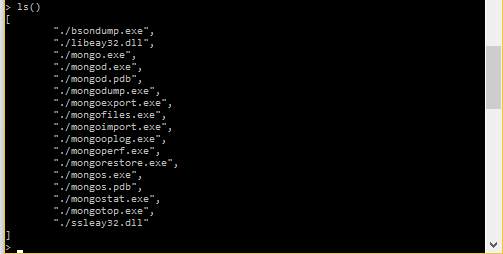 > ls()
[
        "./bsondump.exe",
        "./libeay32.dll",
        "./mongo.exe",
        "./mongod.exe",
        "./mongod.pdb",
        "./mongodump.exe",
        "./mongoexport.exe",
        "./mongofiles.exe",
        "./mongoimport.exe",
        "./mongooplog.exe",
        "./mongoperf.exe",
        "./mongorestore.exe",
        "./mongos.exe",
        "./mongos.pdb",
        "./mongostat.exe",
        "./mongotop.exe",
        "./ssleay32.dll"
]
>